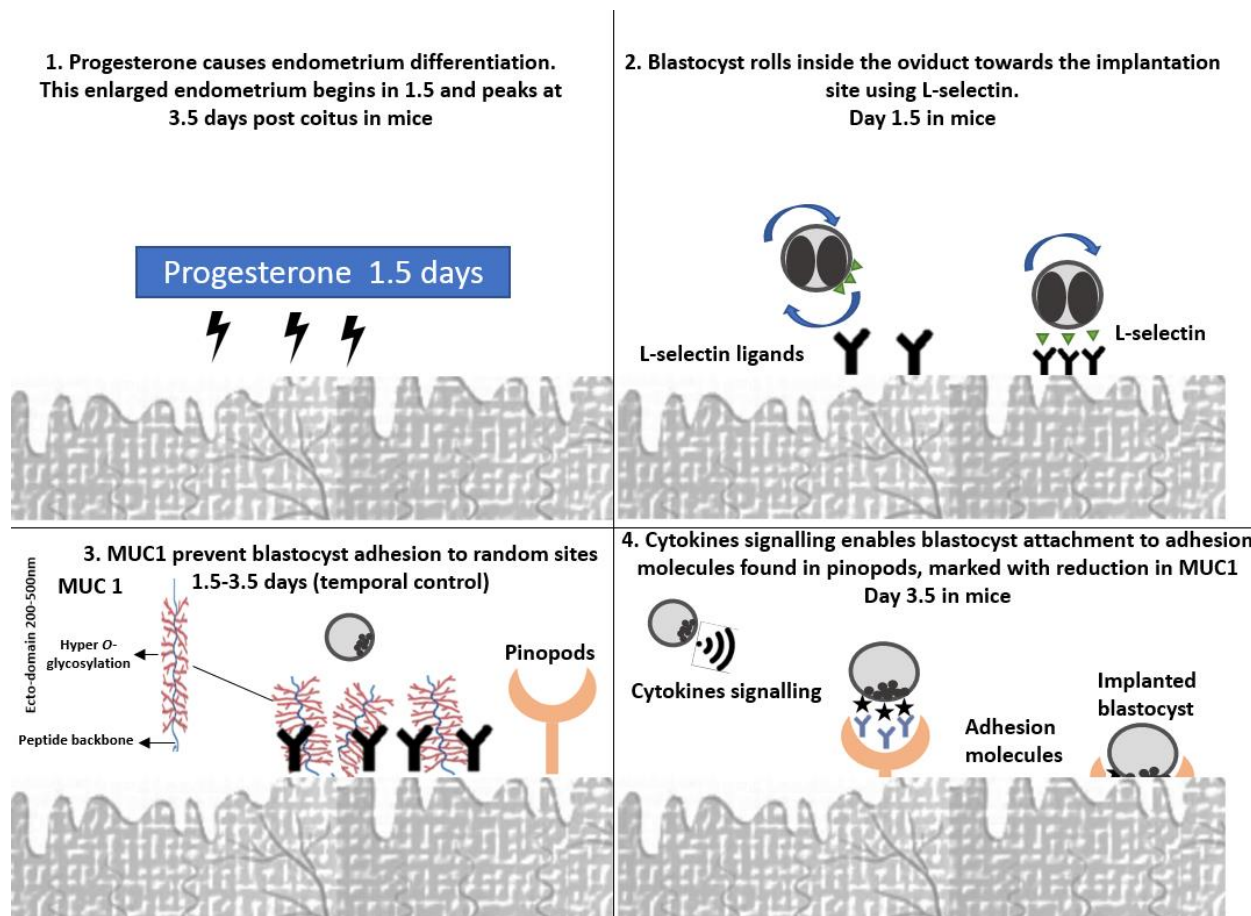 1. Progesterone causes endometrium differentiation.
This enlarged endometrium begins in 1.5 and peaks at
3.5 days post coitus in mice
Progesterone 1.5 days
2. Blastocyst rolls inside the oviduct towards the implantation
site using L-selectin.
Day 1.5 in mice
L-selectin ligands
L-selectin
3. MUC1 prevent blastocyst adhesion to random sites
1.5-3.5 days (temporal control)
Ecto-domain 200-500nm
MUC 1
Hyper O-
glycosylation
Peptide backbone
Pinopods
4. Cytokines signalling enables blastocyst attachment to adhesion
molecules found in pinopods, marked with reduction in MUC1
Day 3.5 in mice
Cytokines signalling
Adhesion
molecules
Implanted
blastocyst